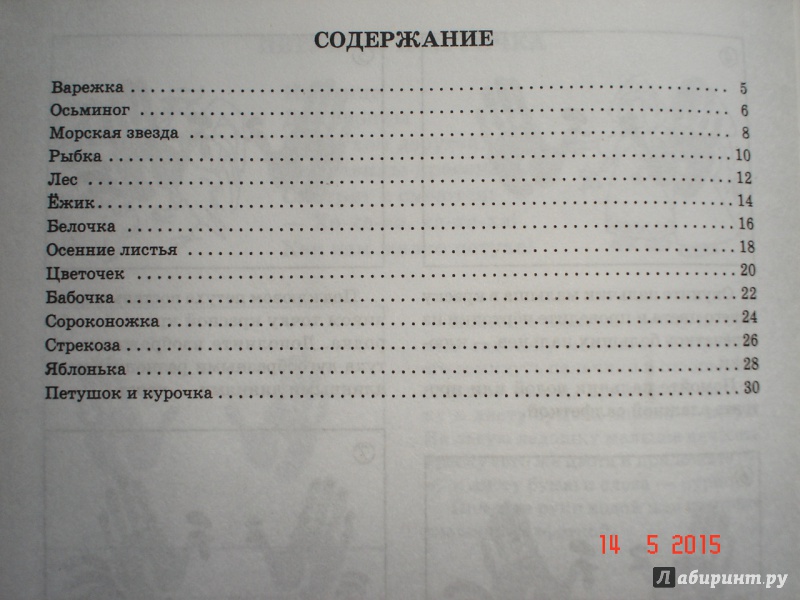 СОДЕРЖАНИЕ
Варежка 5
Осьминог 6
Морская звезда 8
Рыбка 10
Лес 12
Ёжик 14
Белочка 16
Осенние листья 18
Цветочек 20
Бабочка 22
Сороконожка 24
Стрекоза 26
Яблонька 28
Петушок и курочка 30
14 5 2015
Лабиринт.ру